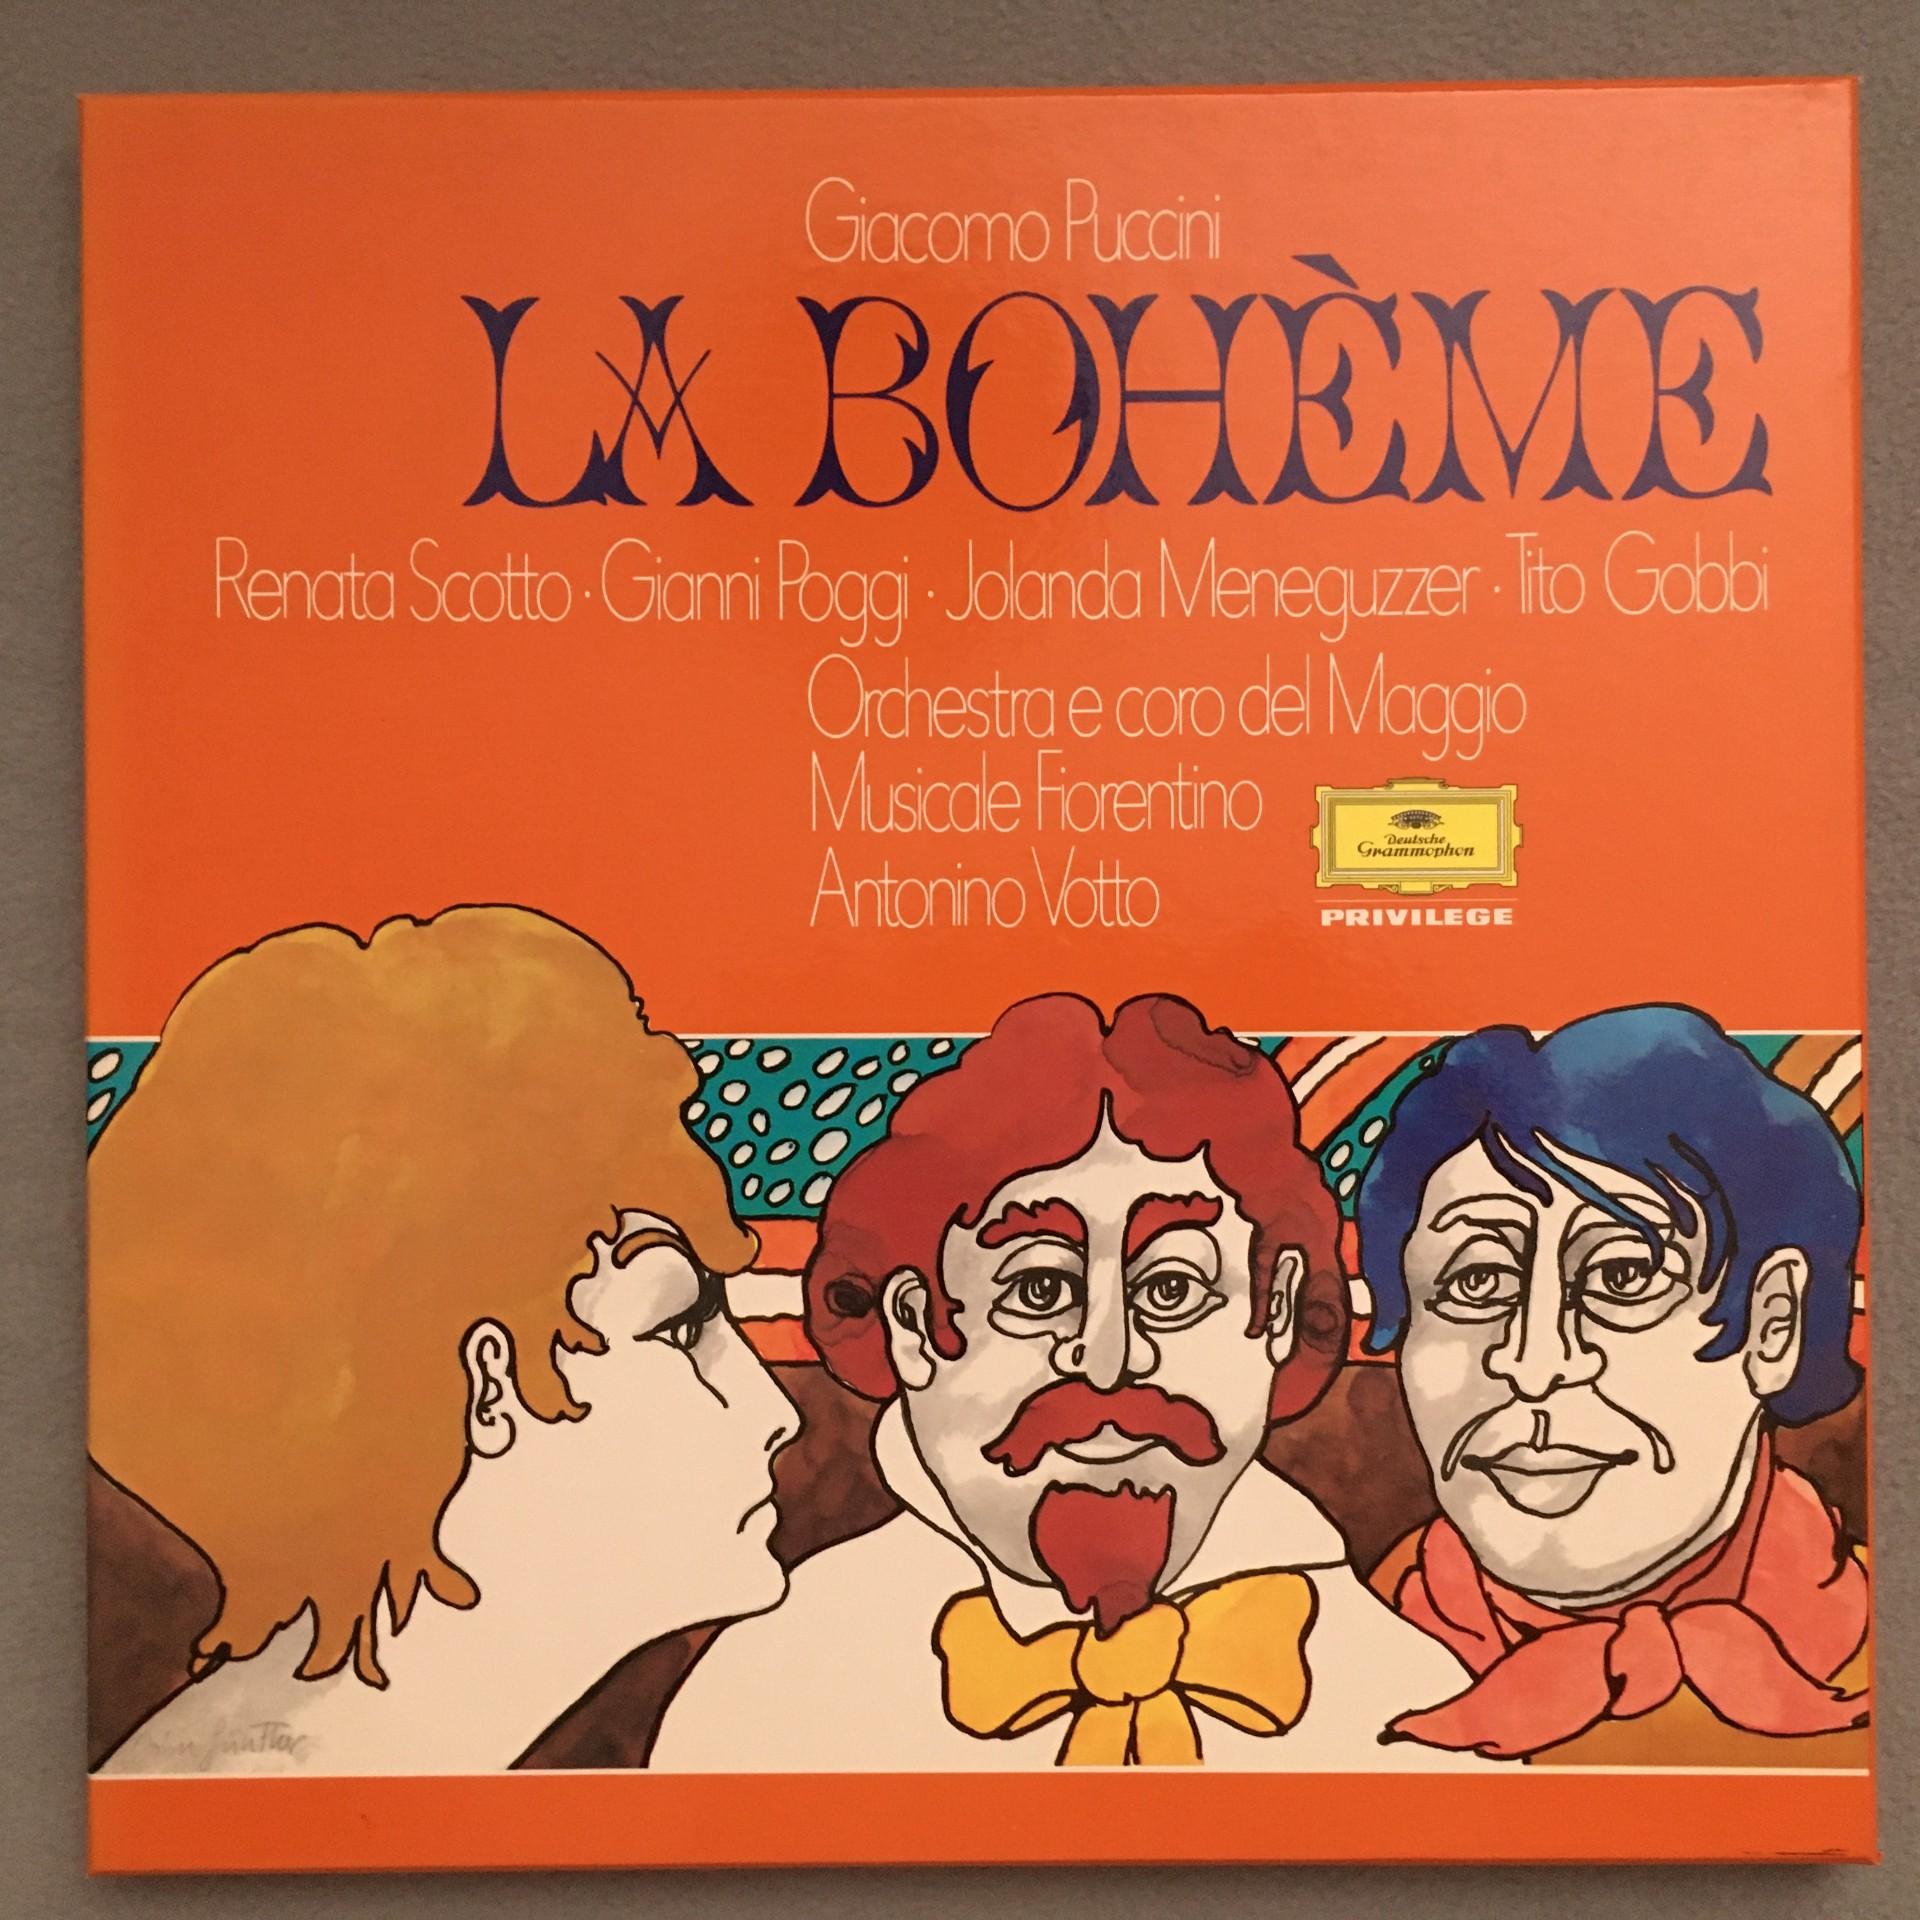 Giacomo Puccini
LA BOHÈME
Renata Scotto · Gianni Poggi · Jolanda Meneguzzer · Tito Gobbi
Orchestra e coro del Maggio
Musicale Fiorentino
Antonino Votto
Deutsche
Grammophon
PRIVILEGE